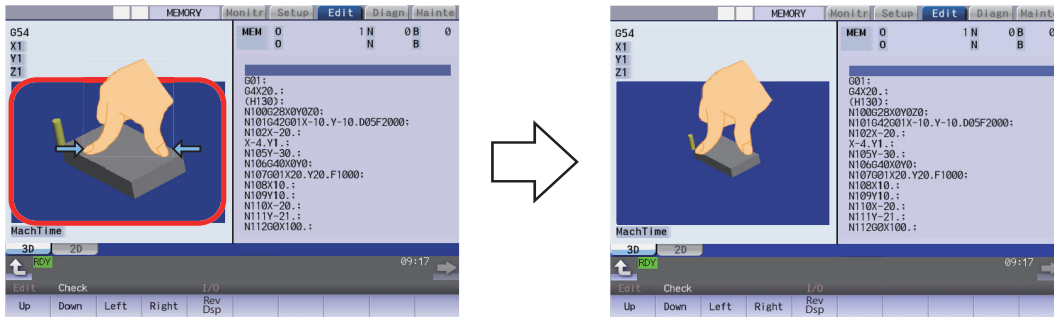 MEMORY Monitr Setup Edit Diagn Mainte
G54
X1
Y1
Z1
MEM O 1 N 0 B 0
O N B
G01;
G4X20.;
(H130);
N100G28X0Y0Z0;
N101G42G01X-10.Y-10.D05F2000;
N102X-20.;
X-4.Y1.;
N105Y-30.;
N106G40X0Y0;
N107G01X20.Y20.F1000;
N108X10.;
N109Y10.;
N110X-20.;
N111Y-21.;
N112G0X100.;
MachTime
3D 2D
RDY 09:17
Edit Check I/O
Up Down Left Right Rev Dsp
MEMORY Monitr Setup Edit Diagn Mainte
G54
X1
Y1
Z1
MEM O 1 N 0 B 0
O N B
G01;
G4X20.;
(H130);
N100G28X0Y0Z0;
N101G42G01X-10.Y-10.D05F2000;
N102X-20.;
X-4.Y1.;
N105Y-30.;
N106G40X0Y0;
N107G01X20.Y20.F1000;
N108X10.;
N109Y10.;
N110X-20.;
N111Y-21.;
N112G0X100.;
MachTime
3D 2D
RDY 09:17
Edit Check I/O
Up Down Left Right Rev Dsp